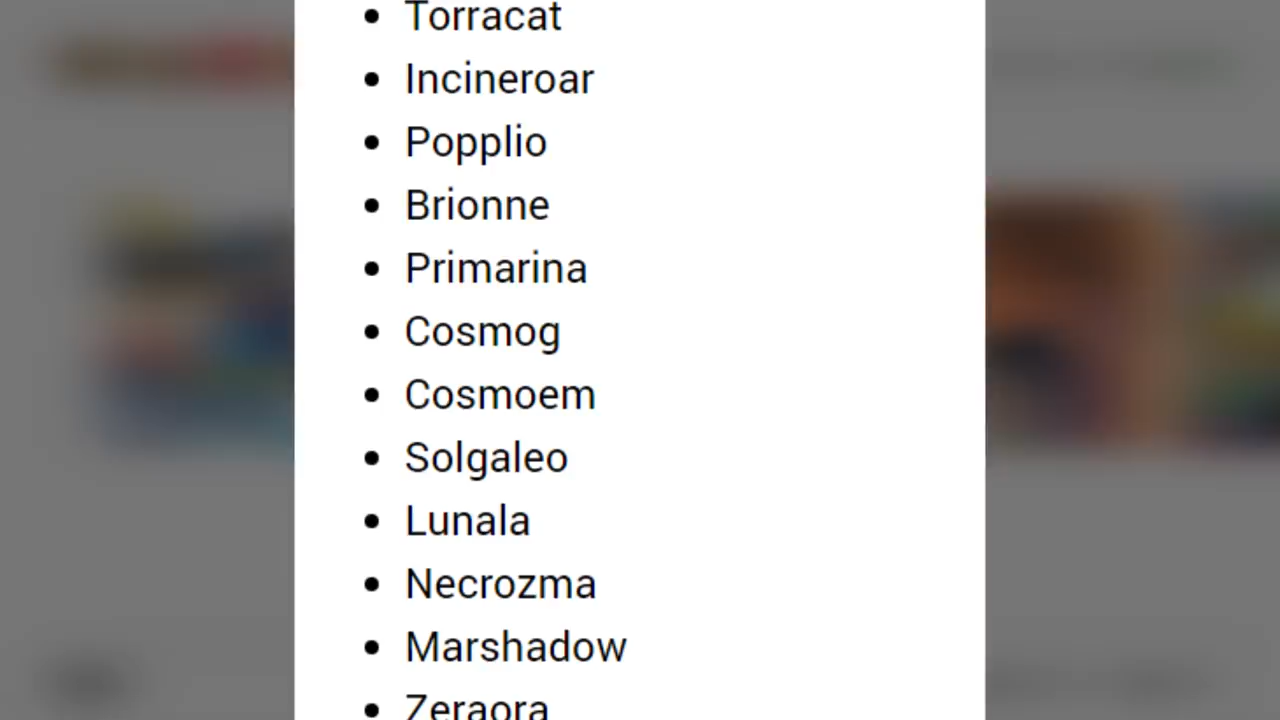 • Torracat
• Incineroar
• Popplio
• Brionne
• Primarina
• Cosmog
• Cosmoem
• Solgaleo
• Lunala
• Necrozma
• Marshadow
• Zeraora